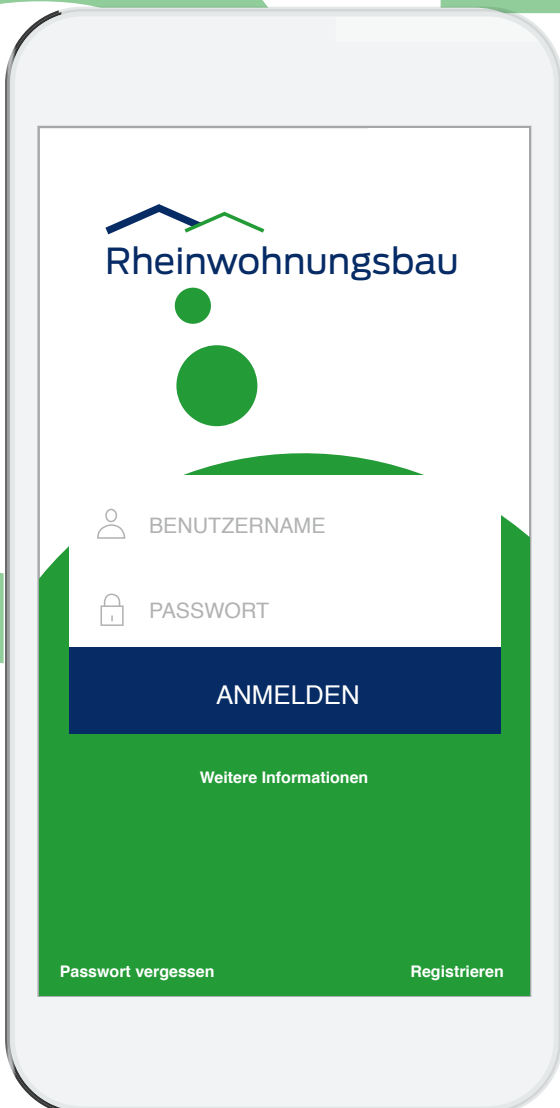 Rheinwohnungsbau
BENUTZERNAME
PASSWORT
ANMELDEN
Weitere Informationen
Passwort vergessen
Registrieren